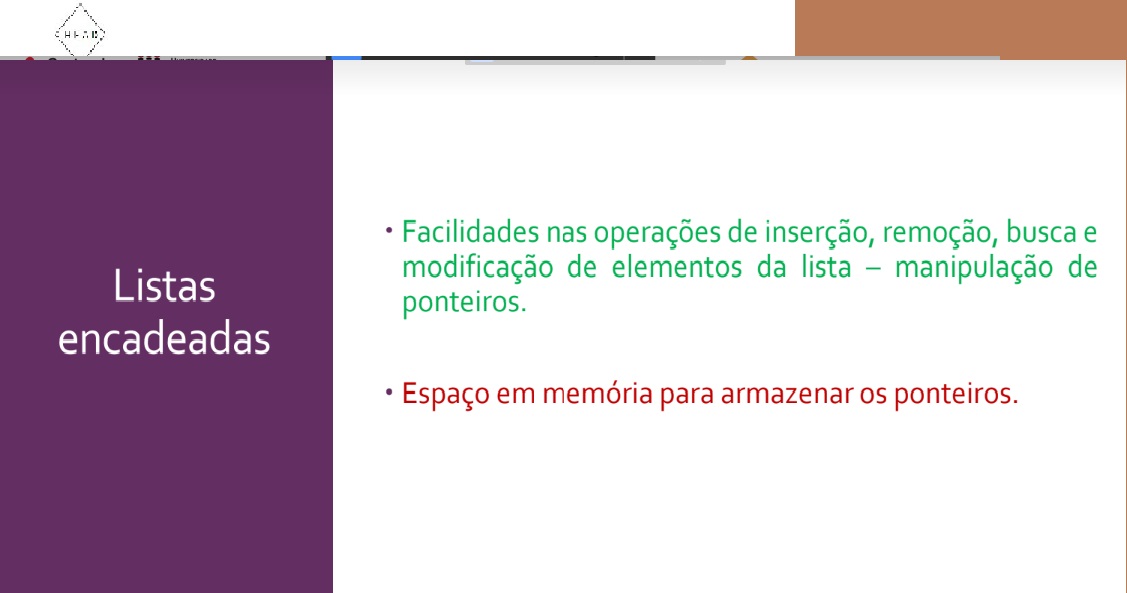 Listas
encadeadas
• Facilidades nas operações de inserção, remoção, busca e
modificação de elementos da lista – manipulação de
ponteiros.
• Espaço em memória para armazenar os ponteiros.